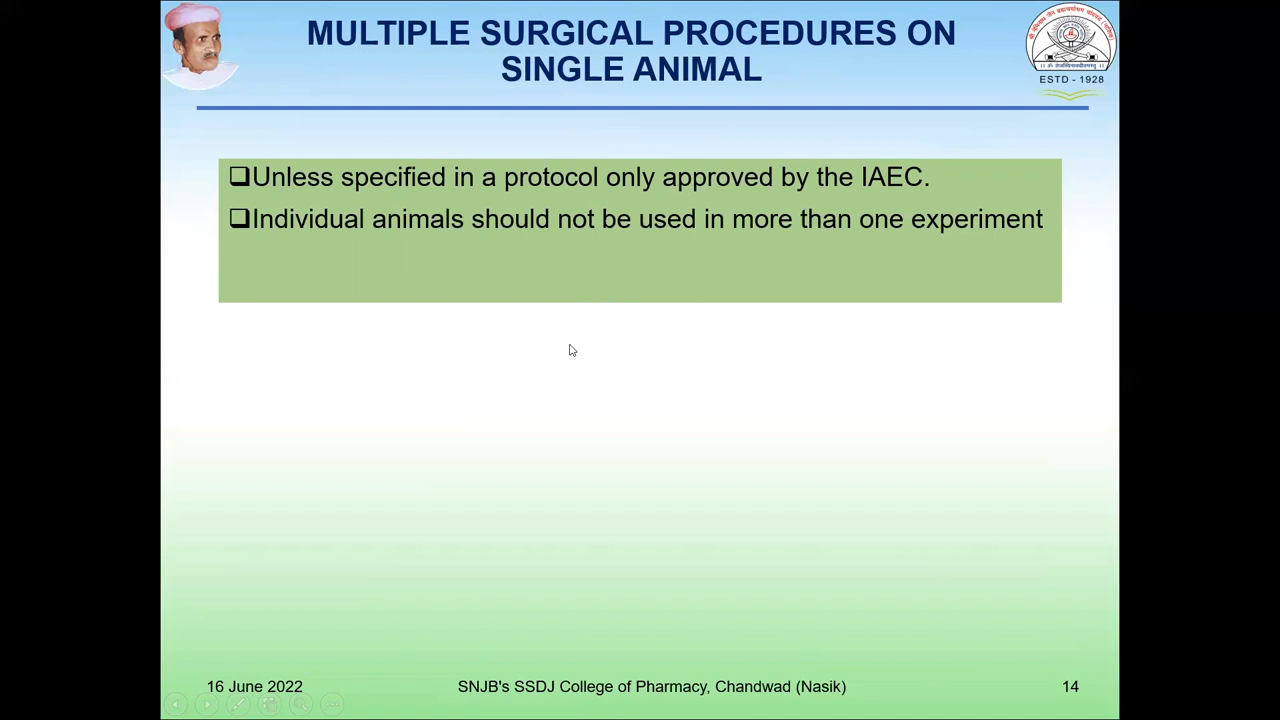 MULTIPLE SURGICAL PROCEDURES ON
SINGLE ANIMAL
ESTD - 1928
❑Unless specified in a protocol only approved by the IAEC.
❑Individual animals should not be used in more than one experiment
16 June 2022
SNJB's SSDJ College of Pharmacy, Chandwad (Nasik)
14